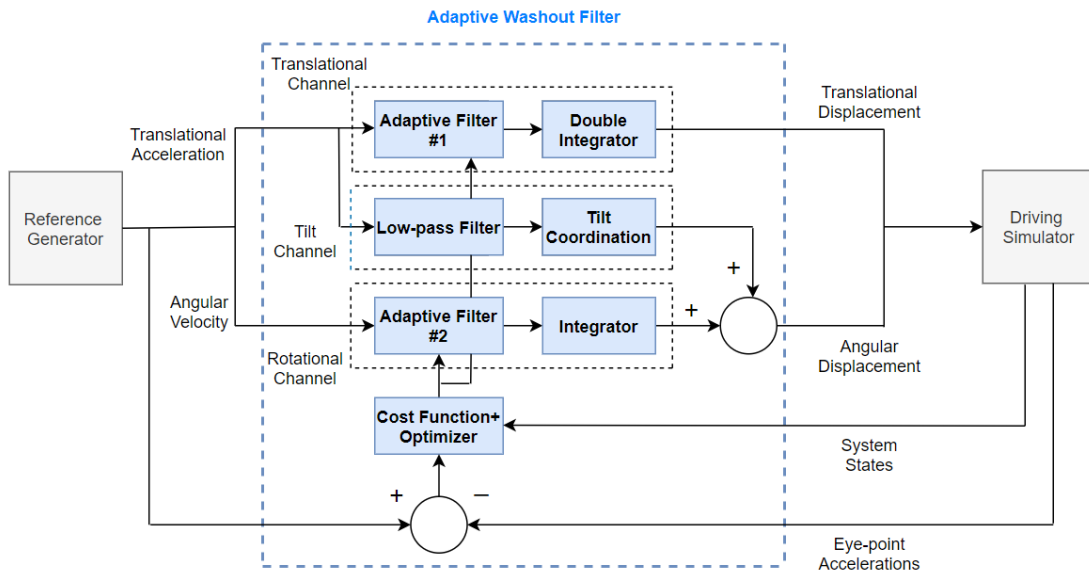 Adaptive Washout Filter
Translational
Channel
Translational
Displacement
Adaptive Filter
#1
Double
Integrator
Translational
Acceleration
Reference
Generator
Tilt
Channel
Low-pass Filter
Tilt
Coordination
Driving
Simulator
+
Angular
Velocity
Adaptive Filter
#2
Integrator
+
Rotational
Channel
Angular
Displacement
Cost Function+
Optimizer
System
States
+
−
Eye-point
Accelerations